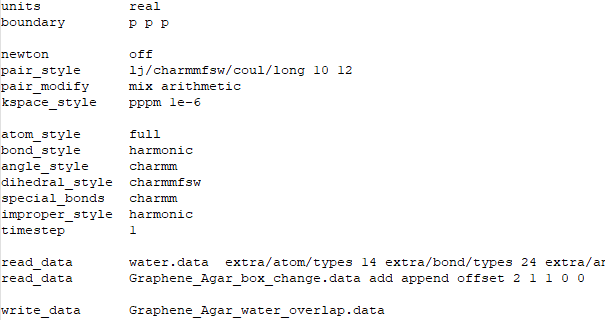 units real
boundary p p p
newton off
pair_style lj/charmmfsw/coul/long 10 12
pair_modify mix arithmetic
kspace_style pppm 1e-6
atom_style full
bond_style harmonic
angle_style charmm
dihedral_style charmmfsw
special_bonds charmm
improper_style harmonic
timestep 1
read_data water.data extra/atom/types 14 extra/bond/types 24
read_data Graphene_Agar_box_change.data add append offset 2 1 1 0 0
write_data Graphene_Agar_water_overlap.data